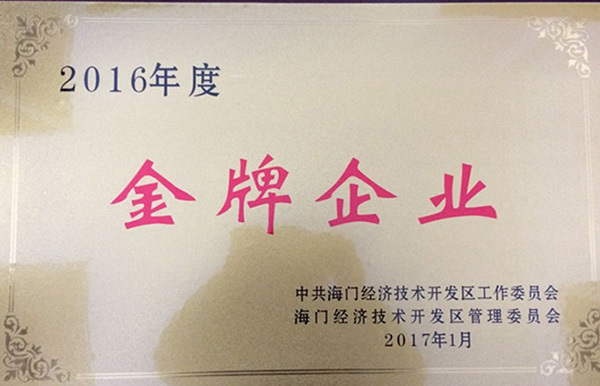 2016年度
金牌企业
中共海门经济技术开发区工作委员会
海门经济技术开发区管理委员会
2017年1月